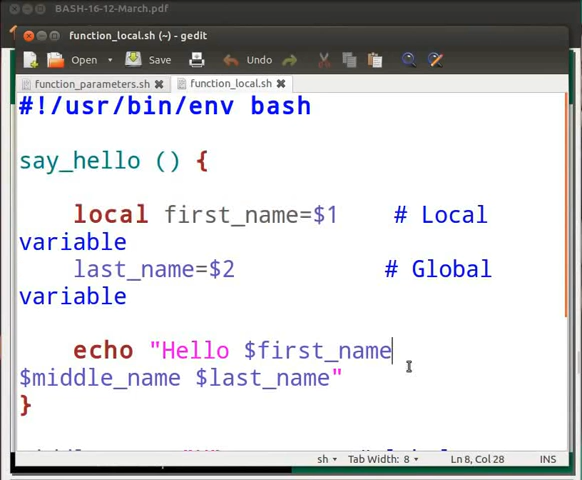 BASH-16-12-March.pdf
function_local.sh (~) - gedit
Open Save Undo
function_parameters.sh function_local.sh
#!/usr/bin/env bash
say_hello () {
local first_name=$1 # Local
variable
last_name=$2 # Global
variable
echo "Hello $first_name
$middle_name $last_name"
}
sh Tab Width: 8 Ln 8, Col 28 INS